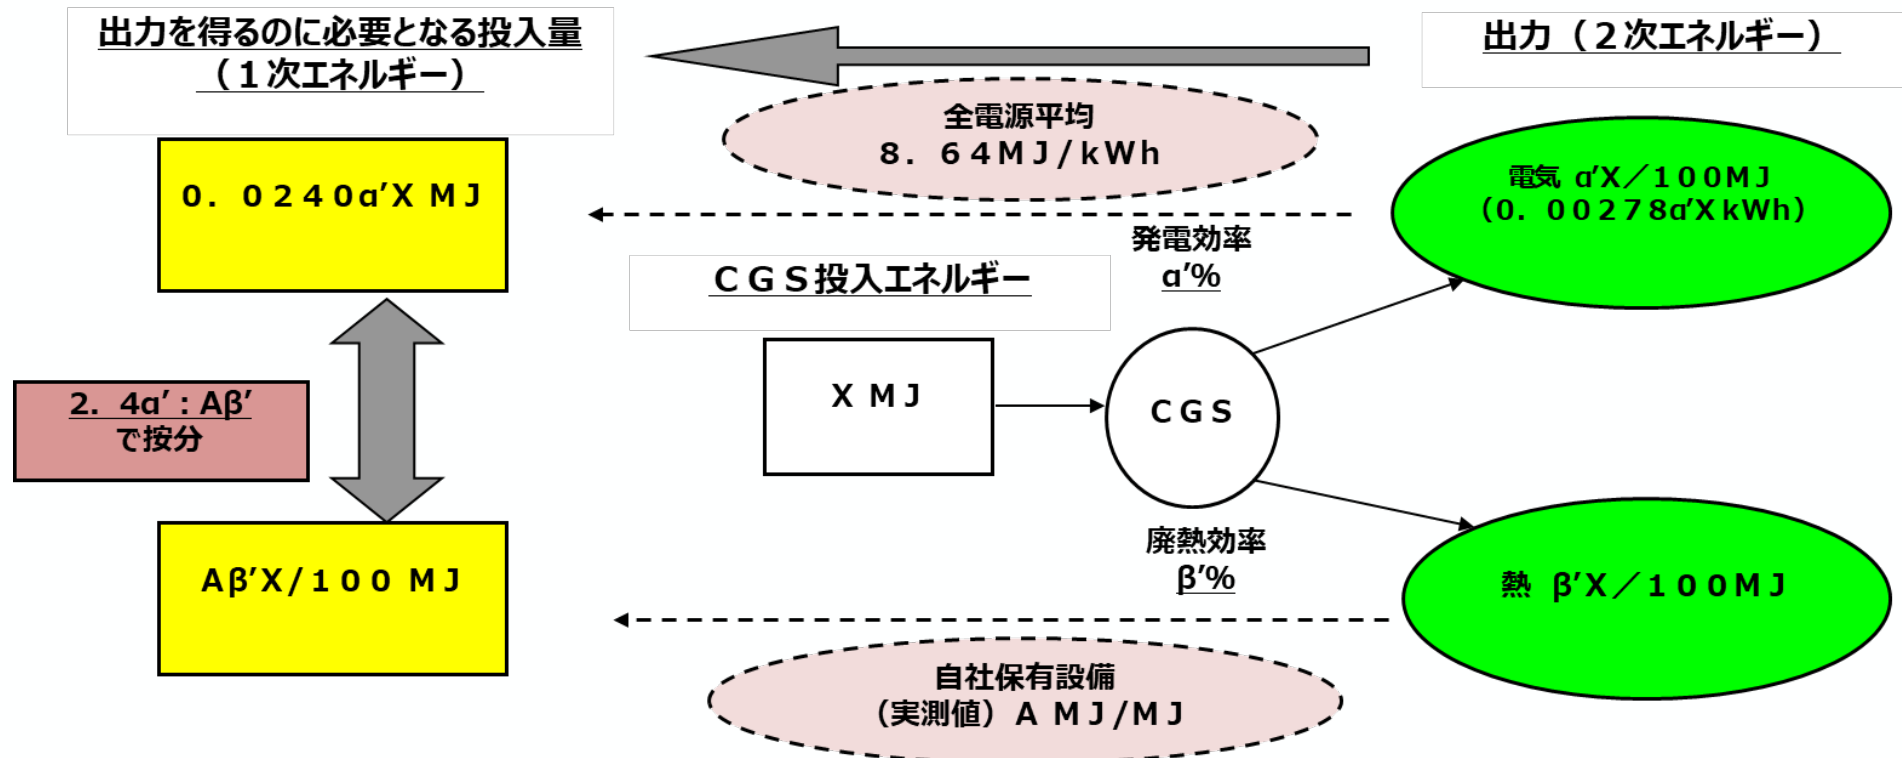 出力を得るのに必要となる投入量
（１次エネルギー）
出力（２次エネルギー）
全電源平均
８．６４ＭＪ/ｋＷｈ
０．０２４０α’Ｘ ＭＪ
電気 α’Ｘ／１００ＭＪ
（０．００２７８α’Ｘ ｋＷｈ）
発電効率
α’%
ＣＧＳ投入エネルギー
Ｘ ＭＪ
ＣＧＳ
２．４α’：Ａβ’
で按分
廃熱効率
β’%
Ａβ’Ｘ/１００ ＭＪ
熱 β’Ｘ／１００ＭＪ
自社保有設備
（実測値）Ａ ＭＪ/ＭＪ